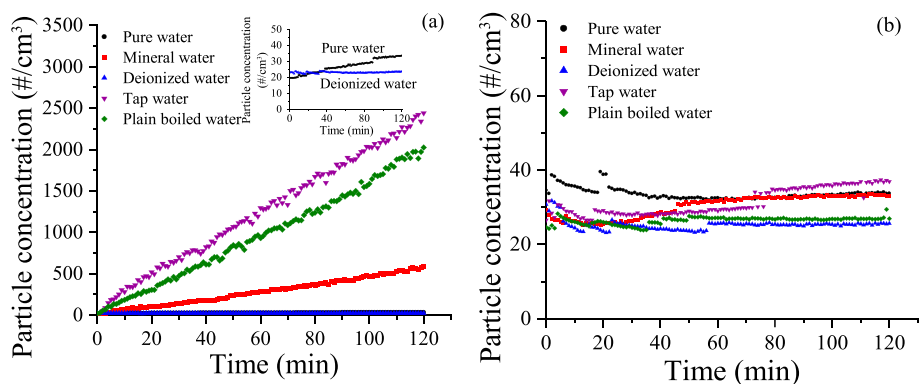 (a)
Particle concentration (#/cm³)
3500
3000
2500
2000
1500
1000
500
0
Pure water
Mineral water
Deionized water
Tap water
Plain boiled water
Particle concentration
(#/cm³)
50
40
30
20
10
0
Pure water
Deionized water
0 40 80 120
Time (min)
0 20 40 60 80 100 120
Time (min)
(b)
Particle concentration (#/cm³)
80
60
40
20
0
Pure water
Mineral water
Deionized water
Tap water
Plain boiled water
0 20 40 60 80 100 120
Time (min)